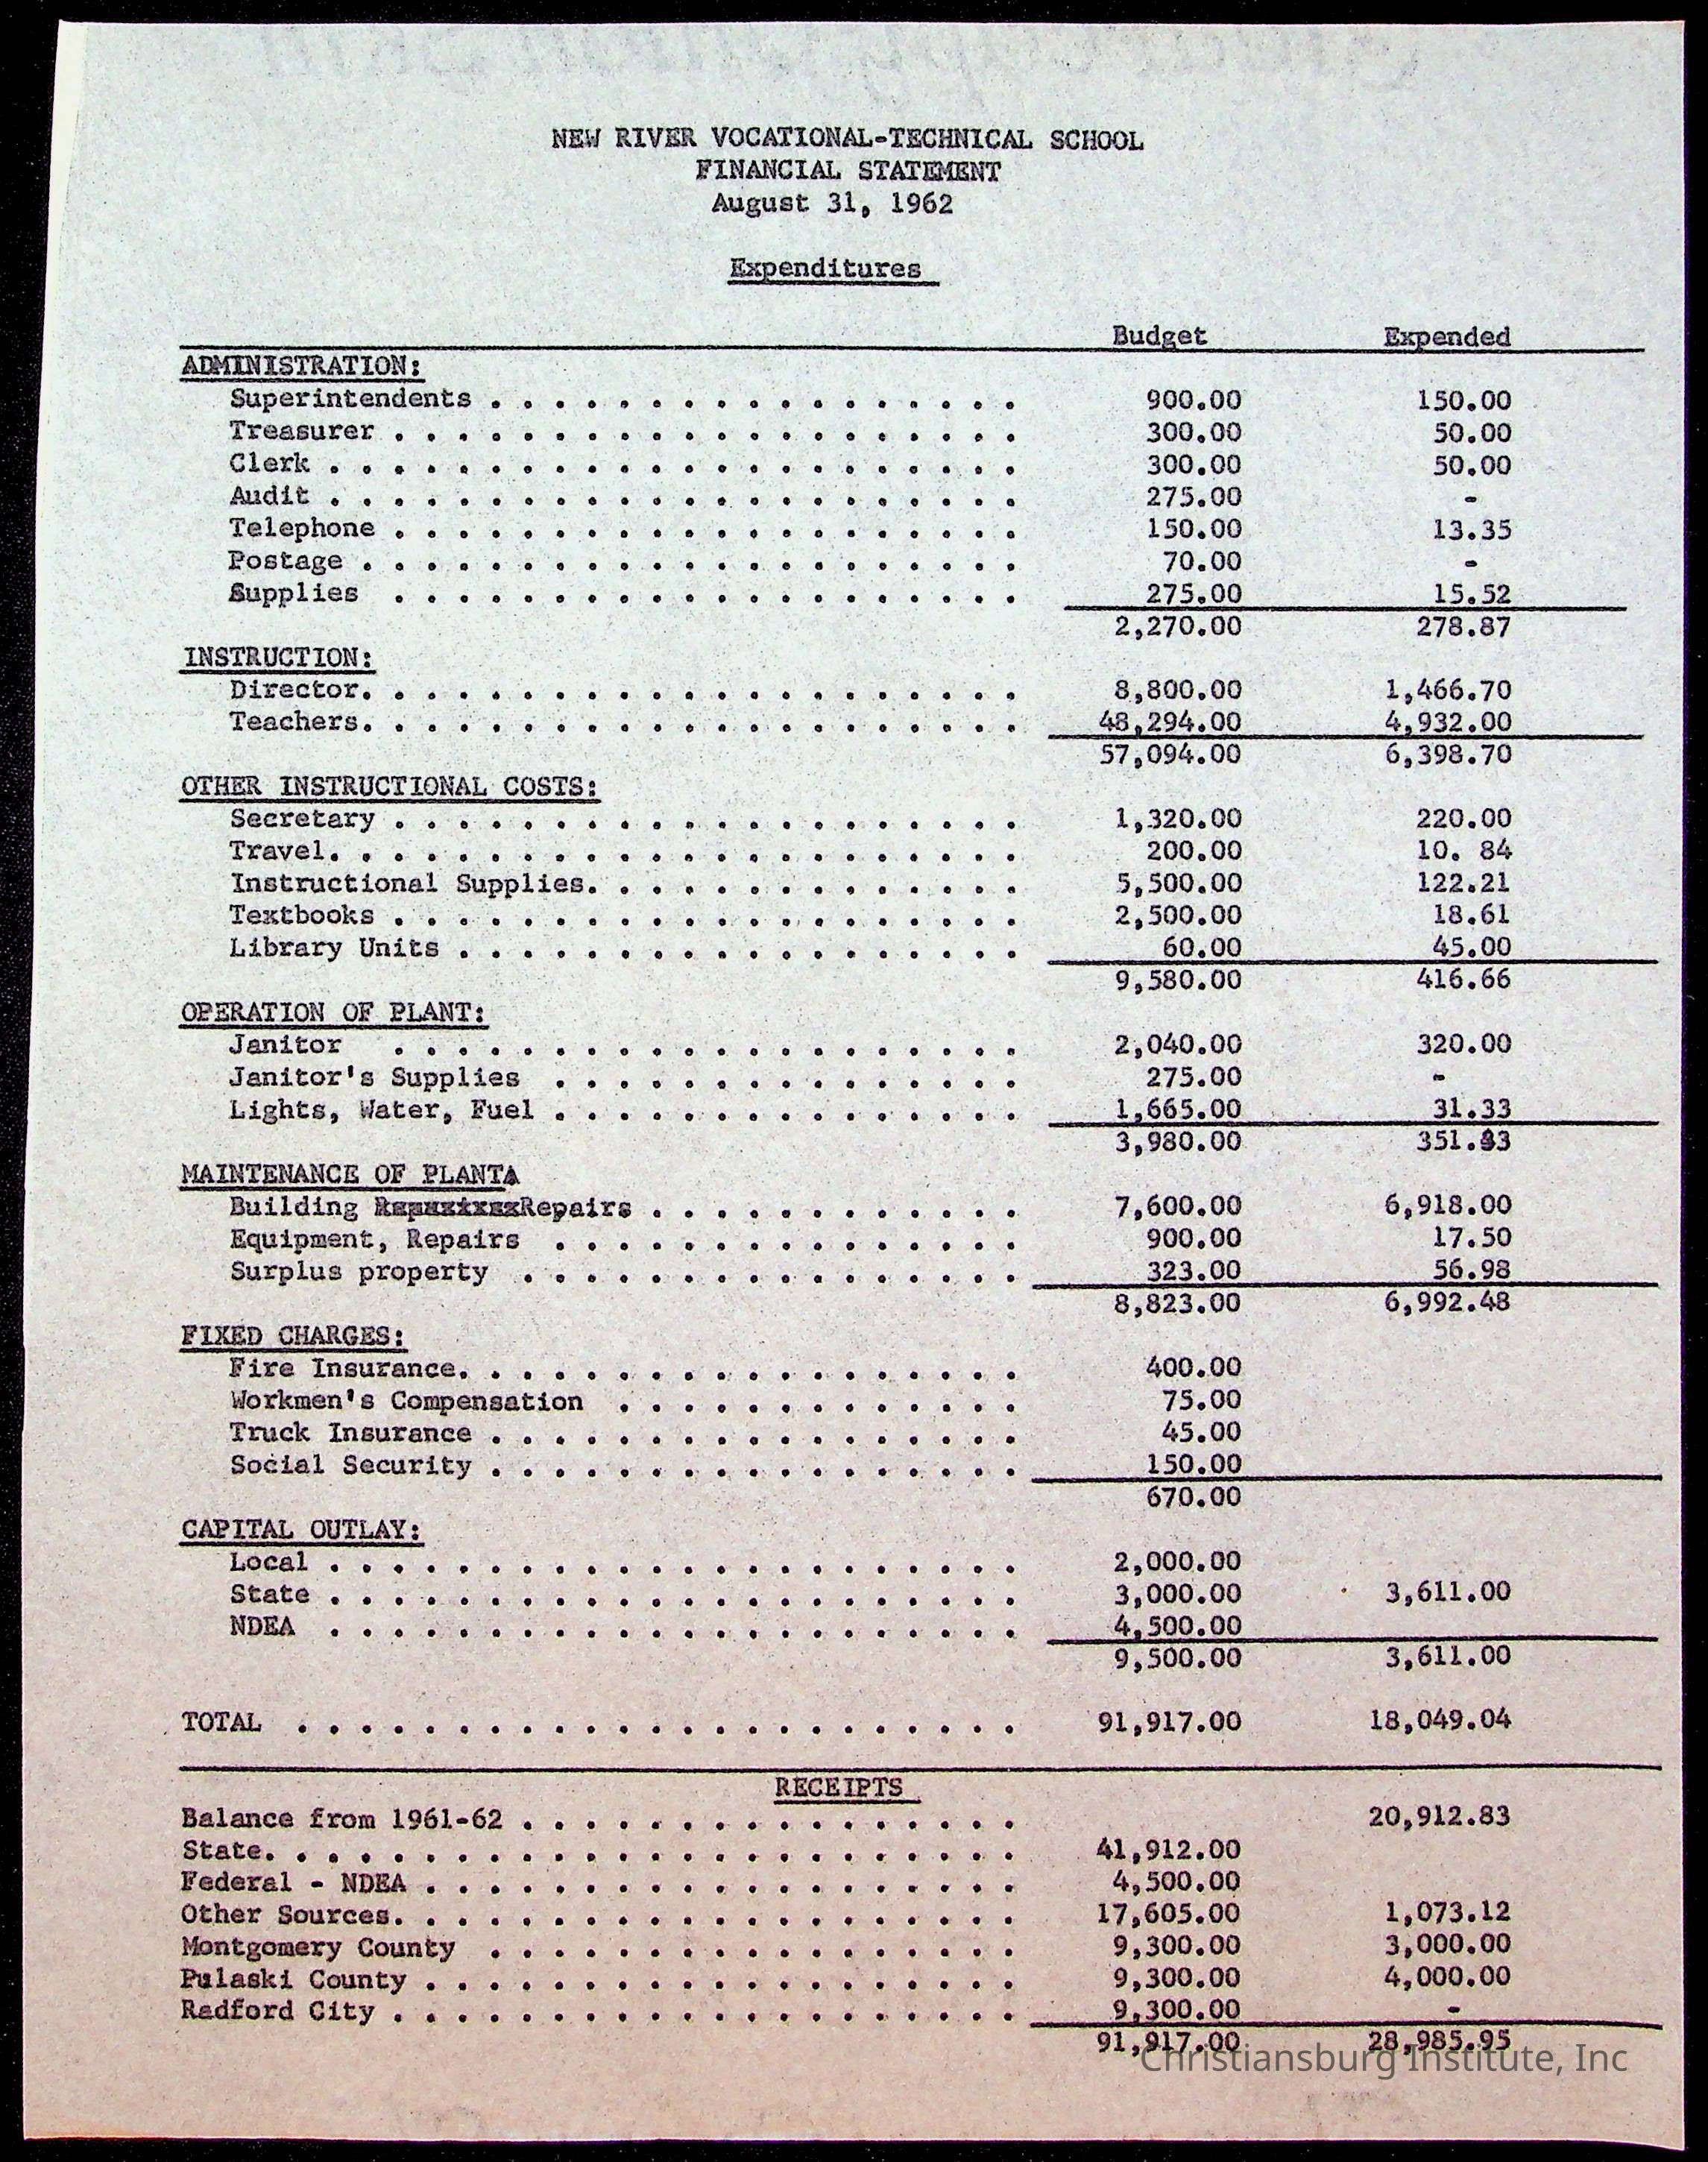 NEW RIVER VOCATIONAL-TECHNICAL SCHOOL
FINANCIAL STATEMENT
August 31, 1962
Expenditures
Budget Expended
ADMINISTRATION:
Superintendents . . . . . . . . . . . . . . . . . 900.00 150.00
Treasurer . . . . . . . . . . . . . . . . . . . . 300.00 50.00
Clerk . . . . . . . . . . . . . . . . . . . . . . 300.00 50.00
Audit . . . . . . . . . . . . . . . . . . . . . . 275.00 -
Telephone . . . . . . . . . . . . . . . . . . . . 150.00 13.35
Postage . . . . . . . . . . . . . . . . . . . . . 70.00 -
Supplies . . . . . . . . . . . . . . . . . . . . 275.00 15.52
2,270.00 278.87
INSTRUCTION:
Director. . . . . . . . . . . . . . . . . . . . . 8,800.00 1,466.70
Teachers. . . . . . . . . . . . . . . . . . . . . 48,294.00 4,932.00
57,094.00 6,398.70
OTHER INSTRUCTIONAL COSTS:
Secretary . . . . . . . . . . . . . . . . . . . . 1,320.00 220.00
Travel. . . . . . . . . . . . . . . . . . . . . . 200.00 10. 84
Instructional Supplies. . . . . . . . . . . . . . 5,500.00 122.21
Textbooks . . . . . . . . . . . . . . . . . . . . 2,500.00 18.61
Library Units . . . . . . . . . . . . . . . . . . 60.00 45.00
9,580.00 416.66
OPERATION OF PLANT:
Janitor . . . . . . . . . . . . . . . . . . . . 2,040.00 320.00
Janitor's Supplies . . . . . . . . . . . . . . . 275.00 -
Lights, Water, Fuel . . . . . . . . . . . . . . . 1,665.00 31.33
3,980.00 351.33
MAINTENANCE OF PLANT
Building Repairs . . . . . . . . . . . . 7,600.00 6,918.00
Equipment, Repairs . . . . . . . . . . . . . . . 900.00 17.50
Surplus property . . . . . . . . . . . . . . . . 323.00 56.98
8,823.00 6,992.48
FIXED CHARGES:
Fire Insurance. . . . . . . . . . . . . . . . . . 400.00
Workmen's Compensation . . . . . . . . . . . . . 75.00
Truck Insurance . . . . . . . . . . . . . . . . . 45.00
Social Security . . . . . . . . . . . . . . . . . 150.00
670.00
CAPITAL OUTLAY:
Local . . . . . . . . . . . . . . . . . . . . . . 2,000.00
State . . . . . . . . . . . . . . . . . . . . . . 3,000.00 3,611.00
NDEA . . . . . . . . . . . . . . . . . . . . . . 4,500.00
9,500.00 3,611.00
TOTAL . . . . . . . . . . . . . . . . . . . . . . . 91,917.00 18,049.04
RECEIPTS
Balance from 1961-62 . . . . . . . . . . . . . . . . 20,912.83
State. . . . . . . . . . . . . . . . . . . . . . . . 41,912.00
Federal - NDEA . . . . . . . . . . . . . . . . . . . 4,500.00
Other Sources. . . . . . . . . . . . . . . . . . . . 17,605.00 1,073.12
Montgomery County . . . . . . . . . . . . . . . . . 9,300.00 3,000.00
Pulaski County . . . . . . . . . . . . . . . . . . . 9,300.00 4,000.00
Radford City . . . . . . . . . . . . . . . . . . . . 9,300.00 -
91,917.00 28,985.95
Christiansburg Institute, Inc